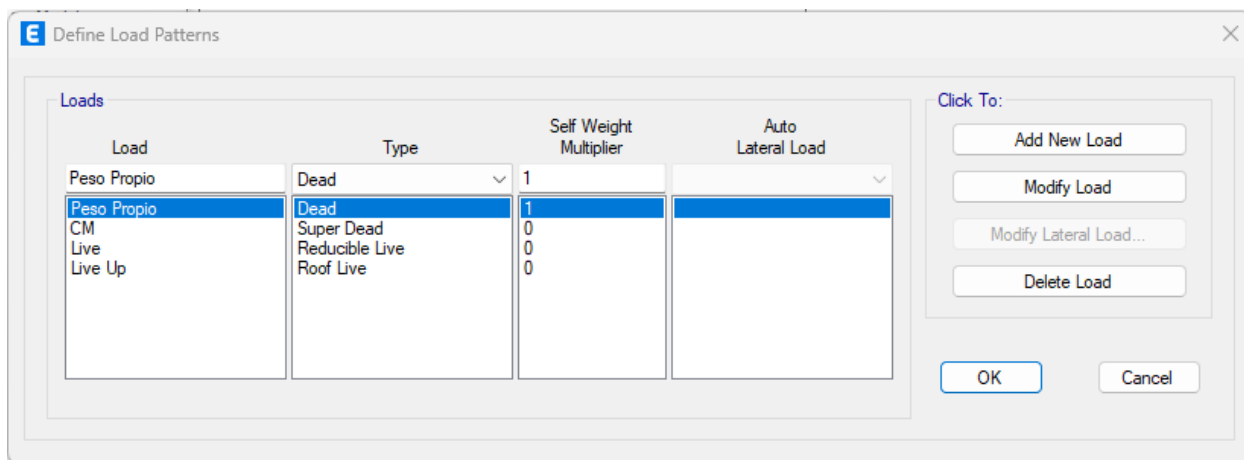 E Define Load Patterns
Loads
Click To:
Load
Type
Self Weight
Multiplier
Auto
Lateral Load
Peso Propio Dead 1
Peso Propio Dead 1
CM Super Dead 0
Live Reducible Live 0
Live Up Roof Live 0
Add New Load
Modify Load
Modify Lateral Load...
Delete Load
OK Cancel